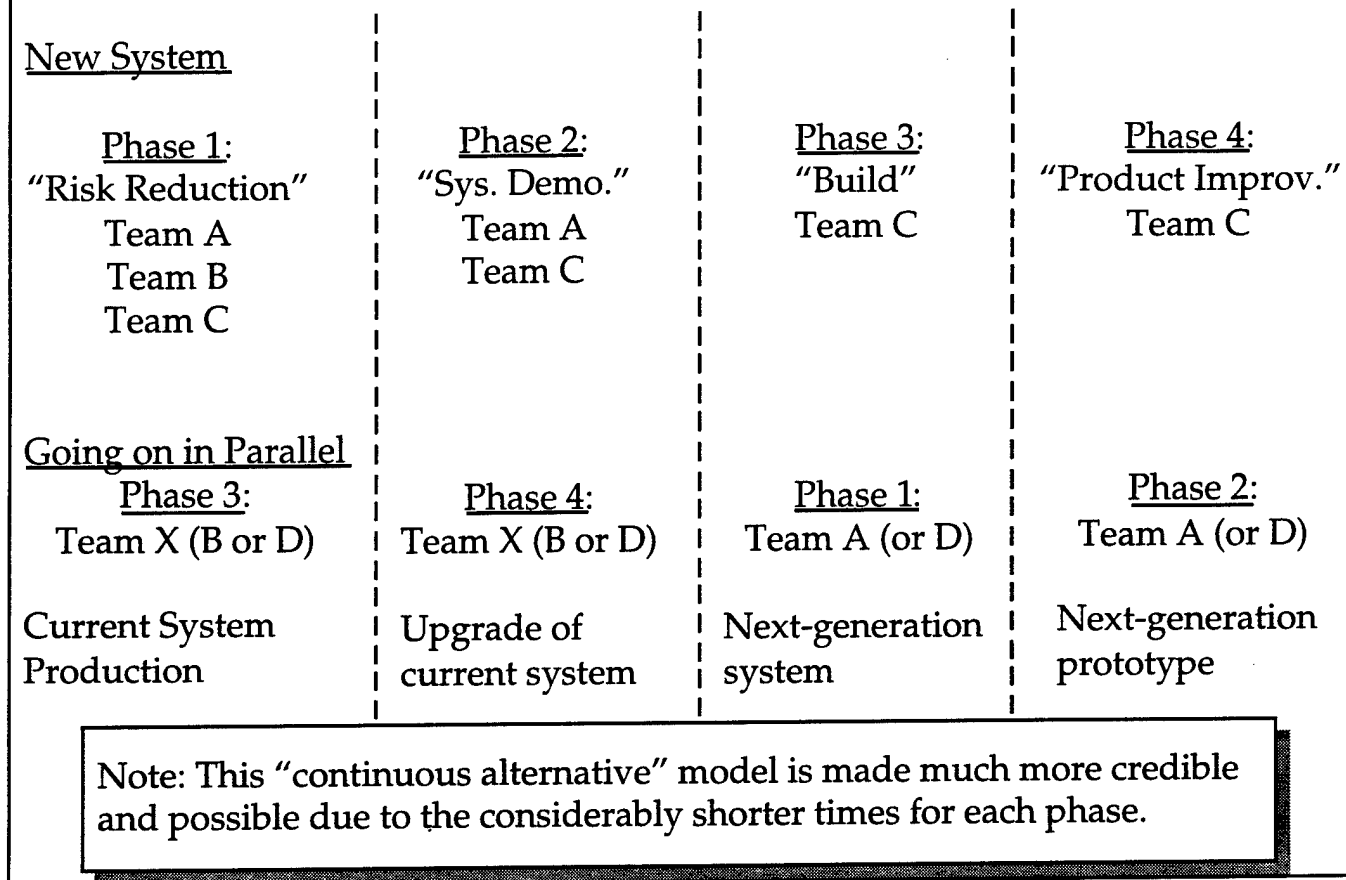 New System
Phase 1:
"Risk Reduction"
Team A
Team B
Team C
Phase 2:
"Sys. Demo."
Team A
Team C
Phase 3:
"Build"
Team C
Phase 4:
"Product Improv."
Team C
Going on in Parallel
Phase 3:
Team X (B or D)
Current System
Production
Phase 4:
Team X (B or D)
Upgrade of
current system
Phase 1:
Team A (or D)
Next-generation
system
Phase 2:
Team A (or D)
Next-generation
prototype
Note: This "continuous alternative" model is made much more credible
and possible due to the considerably shorter times for each phase.